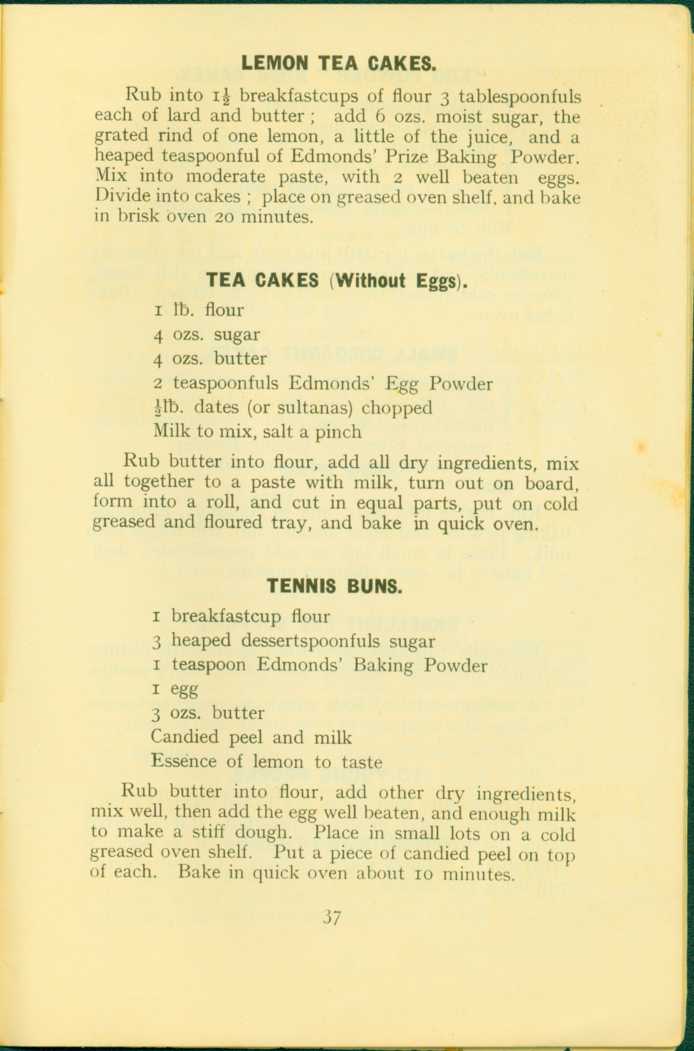 LEMON TEA CAKES.
Rub into 1½ breakfastcups of flour 3 tablespoonfuls
each of lard and butter ; add 6 ozs. moist sugar, the
grated rind of one lemon, a little of the juice, and a
heaped teaspoonful of Edmonds' Prize Baking Powder.
Mix into moderate paste, with 2 well beaten eggs.
Divide into cakes ; place on greased oven shelf, and bake
in brisk oven 20 minutes.
TEA CAKES (Without Eggs).
1 lb. flour
4 ozs. sugar
4 ozs. butter
2 teaspoonfuls Edmonds' Egg Powder
½lb. dates (or sultanas) chopped
Milk to mix, salt a pinch
Rub butter into flour, add all dry ingredients, mix
all together to a paste with milk, turn out on board,
form into a roll, and cut in equal parts, put on cold
greased and floured tray, and bake in quick oven.
TENNIS BUNS.
1 breakfastcup flour
3 heaped dessertspoonfuls sugar
1 teaspoon Edmonds' Baking Powder
1 egg
3 ozs. butter
Candied peel and milk
Essence of lemon to taste
Rub butter into flour, add other dry ingredients,
mix well, then add the egg well beaten, and enough milk
to make a stiff dough. Place in small lots on a cold
greased oven shelf. Put a piece of candied peel on top
of each. Bake in quick oven about 10 minutes.
37